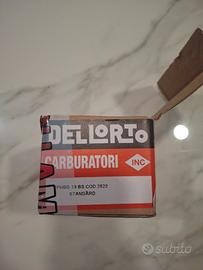 DELLORTO
CARBURATORI
INC
PHBG 19 BS COD 2622
STANDARD
subito